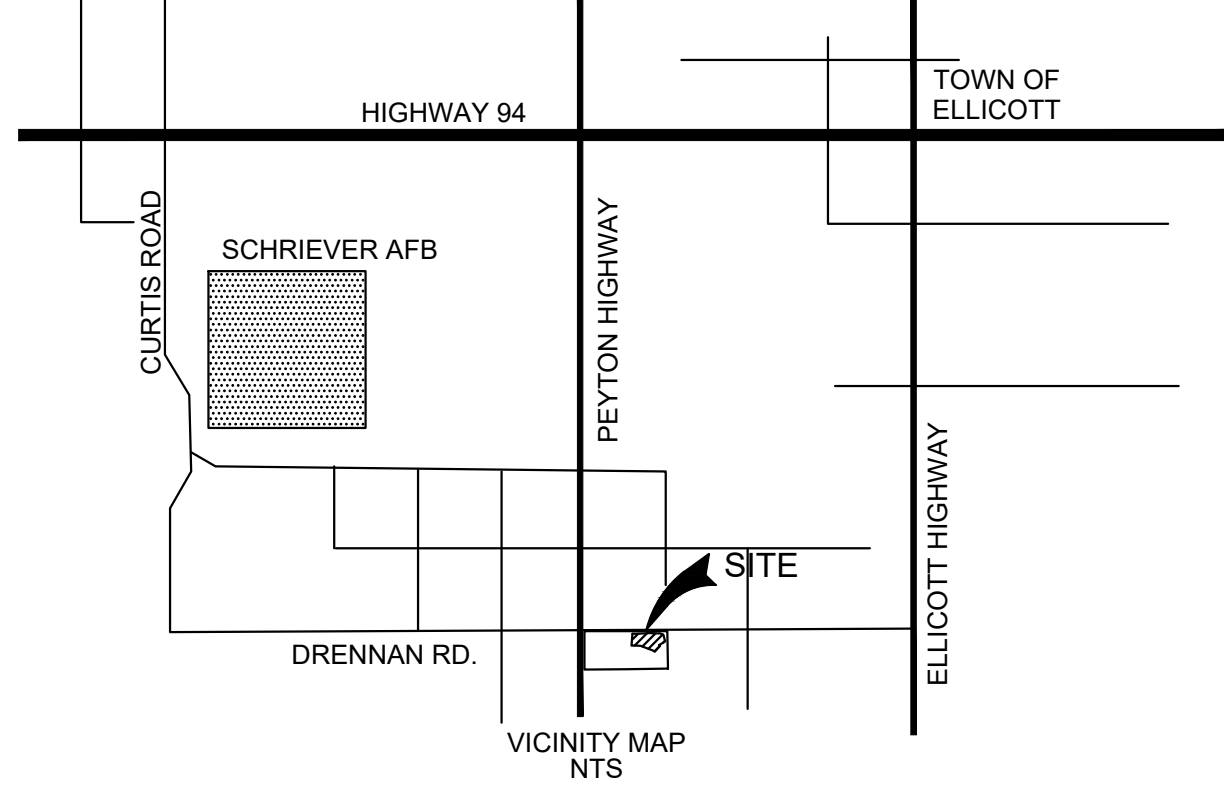 TOWN OF
ELLICOTT
HIGHWAY 94
CURTIS ROAD
SCHRIEVER AFB
PEYTON HIGHWAY
ELLICOTT HIGHWAY
SITE
DRENNAN RD.
VICINITY MAP
NTS